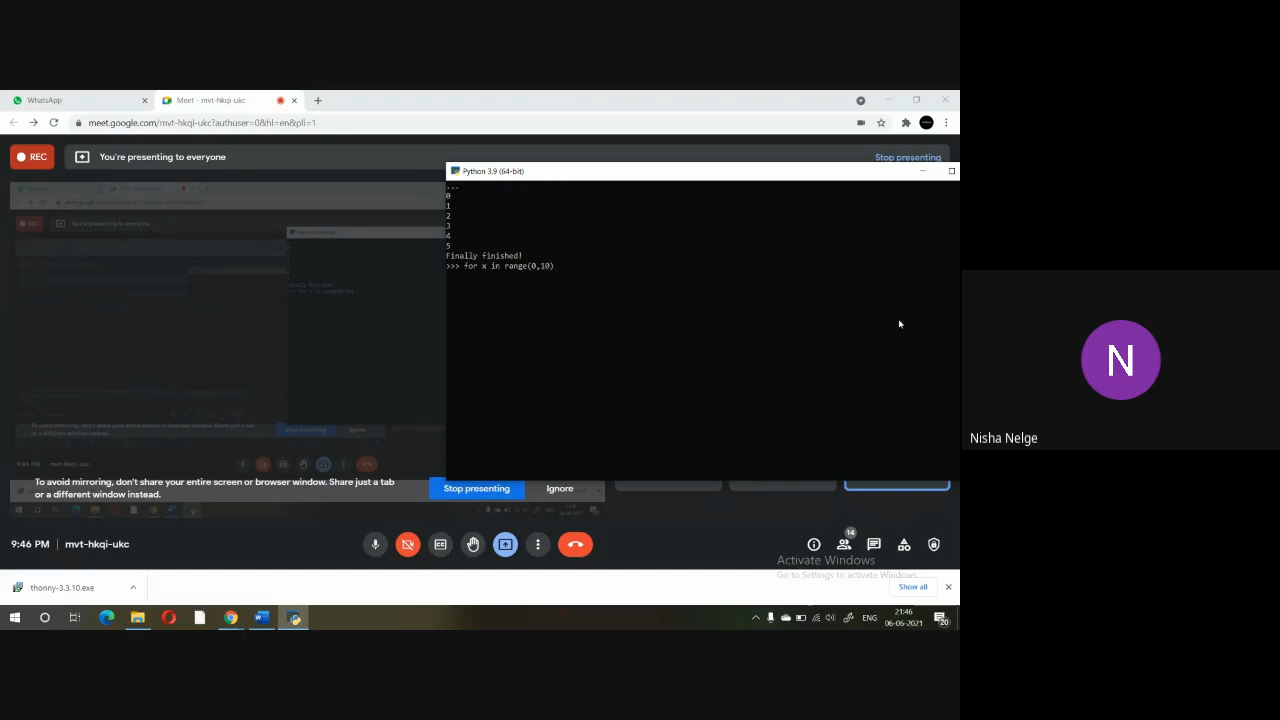 WhatsApp
Meet - mvt-hkqi-ukc
meet.google.com/mvt-hkqi-ukc?authuser=0&hl=en&pli=1
REC
You're presenting to everyone
Stop presenting
Python 3.9 (64-bit)
...
0
1
2
3
4
5
Finally finished!
>>> for x in range(0,10)
To avoid mirroring, don't share your entire screen or browser window. Share just a tab
or a different window instead.
Stop presenting
Ignore
9:46 PM | mvt-hkqi-ukc
14
Activate Windows
Go to Settings to activate Windows.
thonny-3.3.10.exe
Show all
ENG
21:46
06-06-2021
20
N
Nisha Nelge